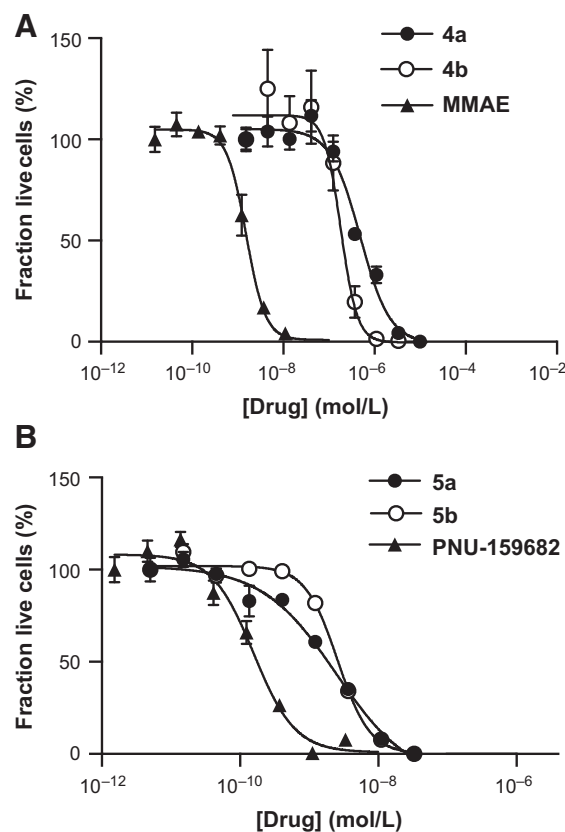 A
150
100
50
0
Fraction live cells (%)
4a
4b
MMAE
10⁻¹² 10⁻¹⁰ 10⁻⁸ 10⁻⁶ 10⁻⁴ 10⁻²
[Drug] (mol/L)
B
150
100
50
0
Fraction live cells (%)
5a
5b
PNU-159682
10⁻¹² 10⁻¹⁰ 10⁻⁸ 10⁻⁶
[Drug] (mol/L)